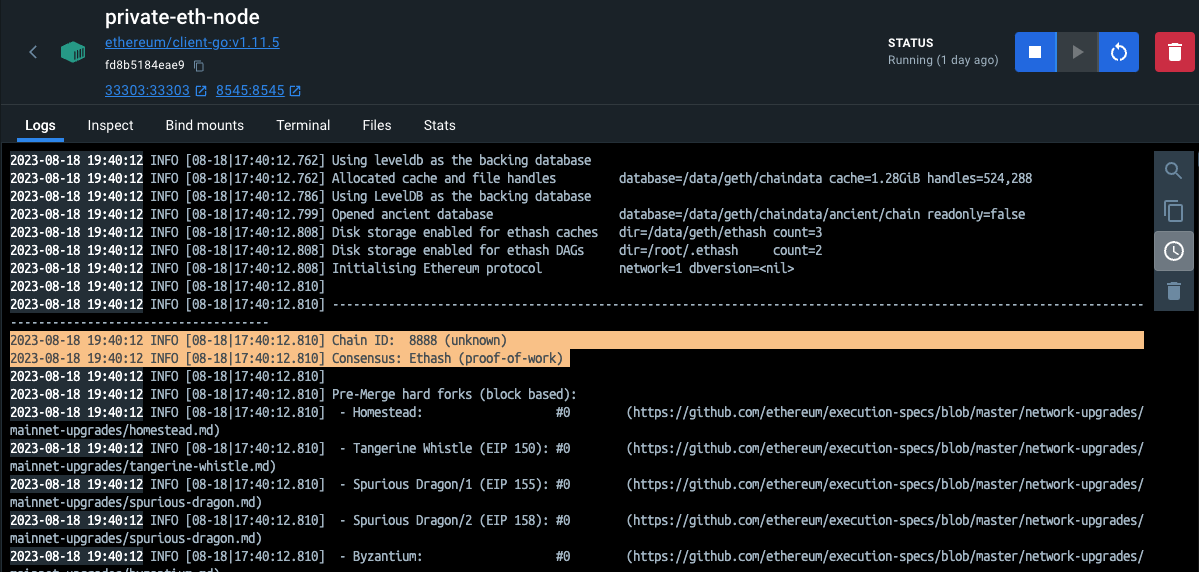 private-eth-node
ethereum/client-go:v1.11.5
fd8b5184eae9
33303:33303 8545:8545
STATUS
Running (1 day ago)
Logs Inspect Bind mounts Terminal Files Stats
2023-08-18 19:40:12 INFO [08-18|17:40:12.762] Using leveldb as the backing database
2023-08-18 19:40:12 INFO [08-18|17:40:12.762] Allocated cache and file handles database=/data/geth/chaindata cache=1.28GiB handles=524,288
2023-08-18 19:40:12 INFO [08-18|17:40:12.786] Using LevelDB as the backing database
2023-08-18 19:40:12 INFO [08-18|17:40:12.799] Opened ancient database database=/data/geth/chaindata/ancient/chain readonly=false
2023-08-18 19:40:12 INFO [08-18|17:40:12.808] Disk storage enabled for ethash caches dir=/data/geth/ethash count=3
2023-08-18 19:40:12 INFO [08-18|17:40:12.808] Disk storage enabled for ethash DAGs dir=/root/.ethash count=2
2023-08-18 19:40:12 INFO [08-18|17:40:12.808] Initialising Ethereum protocol network=1 dbversion=<nil>
2023-08-18 19:40:12 INFO [08-18|17:40:12.810]
2023-08-18 19:40:12 INFO [08-18|17:40:12.810] --------------------------------------------------------------------------------------------------------------------
-------------------------------------
2023-08-18 19:40:12 INFO [08-18|17:40:12.810] Chain ID: 8888 (unknown)
2023-08-18 19:40:12 INFO [08-18|17:40:12.810] Consensus: Ethash (proof-of-work)
2023-08-18 19:40:12 INFO [08-18|17:40:12.810]
2023-08-18 19:40:12 INFO [08-18|17:40:12.810] Pre-Merge hard forks (block based):
2023-08-18 19:40:12 INFO [08-18|17:40:12.810] - Homestead: #0 (https://github.com/ethereum/execution-specs/blob/master/network-upgrades/
mainnet-upgrades/homestead.md)
2023-08-18 19:40:12 INFO [08-18|17:40:12.810] - Tangerine Whistle (EIP 150): #0 (https://github.com/ethereum/execution-specs/blob/master/network-upgrades/
mainnet-upgrades/tangerine-whistle.md)
2023-08-18 19:40:12 INFO [08-18|17:40:12.810] - Spurious Dragon/1 (EIP 155): #0 (https://github.com/ethereum/execution-specs/blob/master/network-upgrades/
mainnet-upgrades/spurious-dragon.md)
2023-08-18 19:40:12 INFO [08-18|17:40:12.810] - Spurious Dragon/2 (EIP 158): #0 (https://github.com/ethereum/execution-specs/blob/master/network-upgrades/
mainnet-upgrades/spurious-dragon.md)
2023-08-18 19:40:12 INFO [08-18|17:40:12.810] - Byzantium: #0 (https://github.com/ethereum/execution-specs/blob/master/network-upgrades/
mainnet-upgrades/byzantium.md)